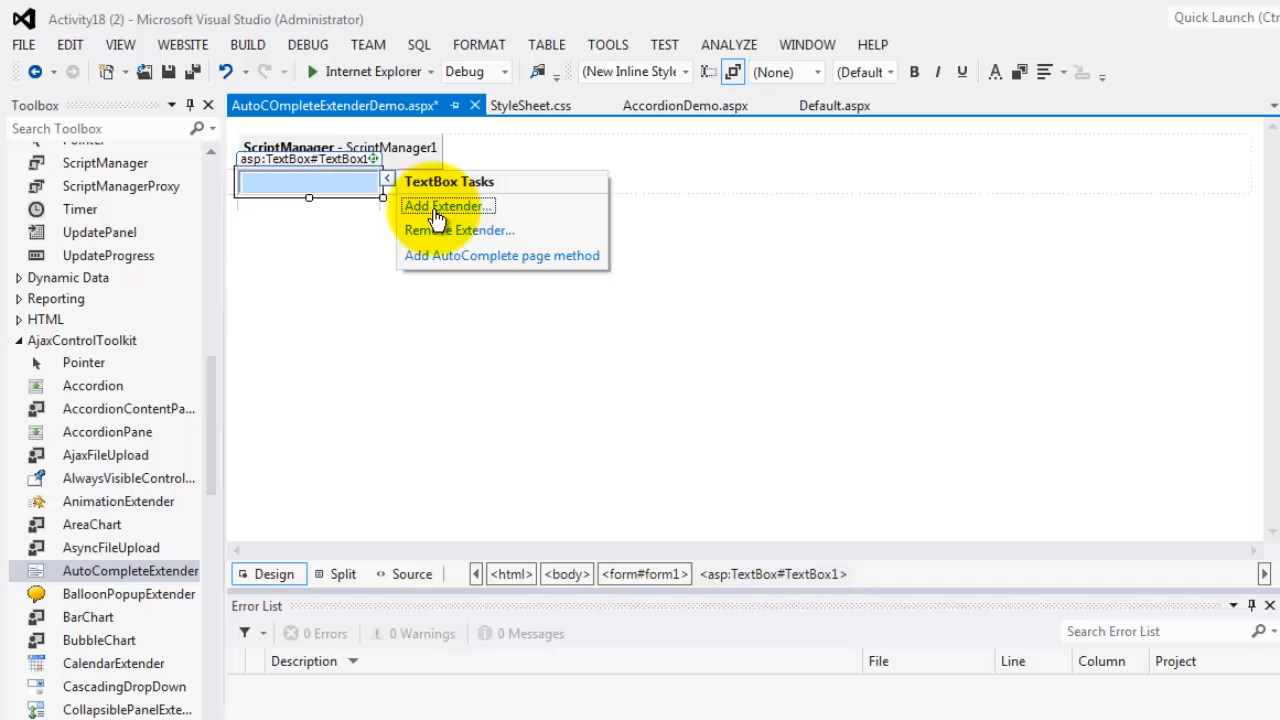 Activity18 (2) - Microsoft Visual Studio (Administrator)
Quick Launch (Ctr
FILE EDIT VIEW WEBSITE BUILD DEBUG TEAM SQL FORMAT TABLE TOOLS TEST ANALYZE WINDOW HELP
Internet Explorer Debug (New Inline Style (None) (Default B I U A
Toolbox
AutoCOmpleteExtenderDemo.aspx* StyleSheet.css AccordionDemo.aspx Default.aspx
Search Toolbox
Pointer
ScriptManager
ScriptManagerProxy
Timer
UpdatePanel
UpdateProgress
Dynamic Data
Reporting
HTML
AjaxControlToolkit
Pointer
Accordion
AccordionContentPa...
AccordionPane
AjaxFileUpload
AlwaysVisibleControl...
AnimationExtender
AreaChart
AsyncFileUpload
AutoCompleteExtender
BalloonPopupExtender
BarChart
BubbleChart
CalendarExtender
CascadingDropDown
CollapsiblePanelExte...
ScriptManager - ScriptManager1
asp:TextBox#TextBox1
TextBox Tasks
Add Extender...
Remove Extender...
Add AutoComplete page method
Design Split Source <html> <body> <form#form1> <asp:TextBox#TextBox1>
Error List
0 Errors 0 Warnings 0 Messages
Search Error List
Description File Line Column Project